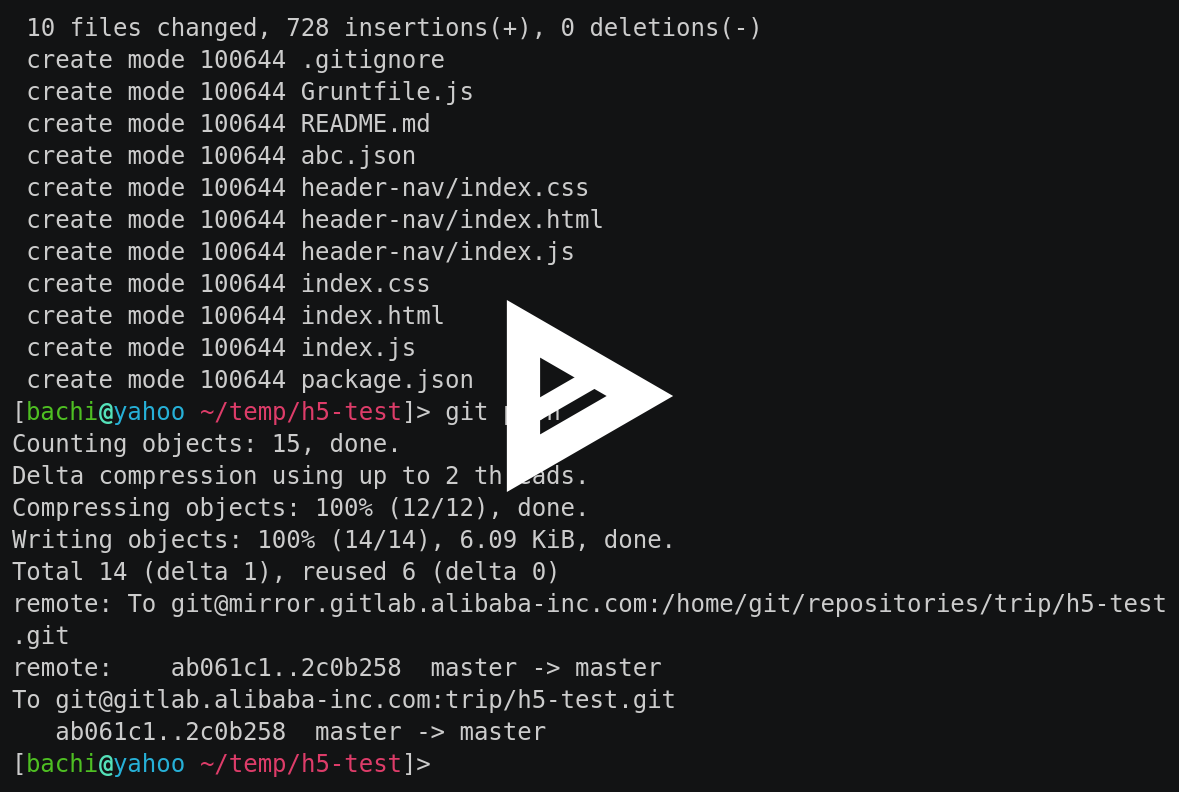 10 files changed, 728 insertions(+), 0 deletions(-)
create mode 100644 .gitignore
create mode 100644 Gruntfile.js
create mode 100644 README.md
create mode 100644 abc.json
create mode 100644 header-nav/index.css
create mode 100644 header-nav/index.html
create mode 100644 header-nav/index.js
create mode 100644 index.css
create mode 100644 index.html
create mode 100644 index.js
create mode 100644 package.json
[bachi@yahoo ~/temp/h5-test]> git
Counting objects: 15, done.
Delta compression using up to 2 threads.
Compressing objects: 100% (12/12), done.
Writing objects: 100% (14/14), 6.09 KiB, done.
Total 14 (delta 1), reused 6 (delta 0)
remote: To git@mirror.gitlab.alibaba-inc.com:/home/git/repositories/trip/h5-test
.git
remote:    ab061c1..2c0b258  master -> master
To git@gitlab.alibaba-inc.com:trip/h5-test.git
ab061c1..2c0b258  master -> master
[bachi@yahoo ~/temp/h5-test]>